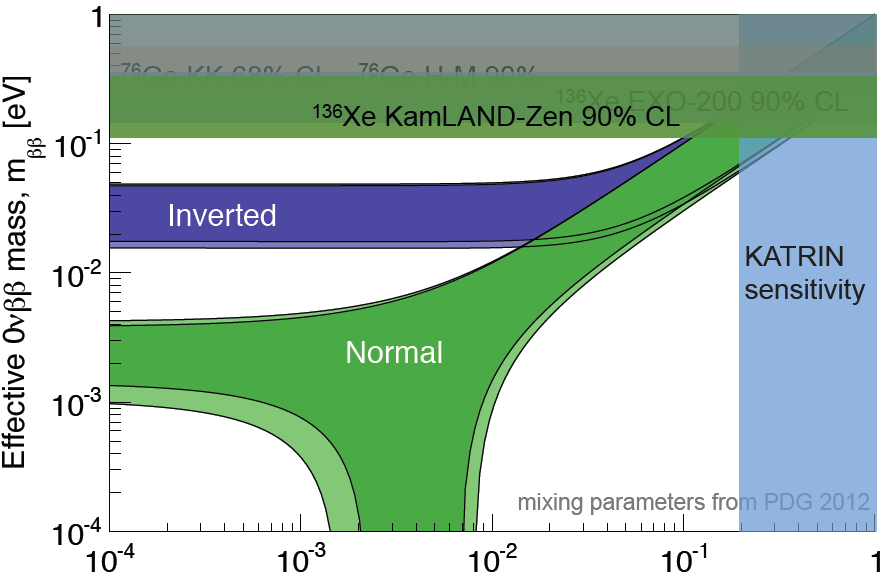 1
⁷⁶Ge KK 68% CL ⁷⁶Ge H-M 90%
¹³⁶Xe EXO-200 90% CL
¹³⁶Xe KamLAND-Zen 90% CL
10⁻¹
Inverted
KATRIN
sensitivity
10⁻²
Normal
10⁻³
mixing parameters from PDG 2012
10⁻⁴
Effective 0νββ mass, mββ [eV]
10⁻⁴ 10⁻³ 10⁻² 10⁻¹ 1